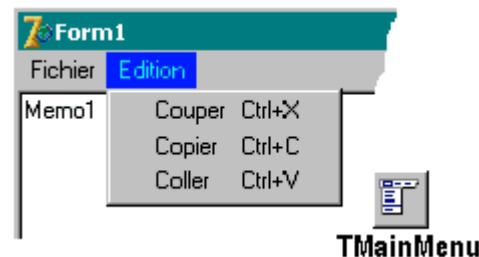 Form1
Fichier Edition
Memo1
Couper Ctrl+X
Copier Ctrl+C
Coller Ctrl+V
TMainMenu